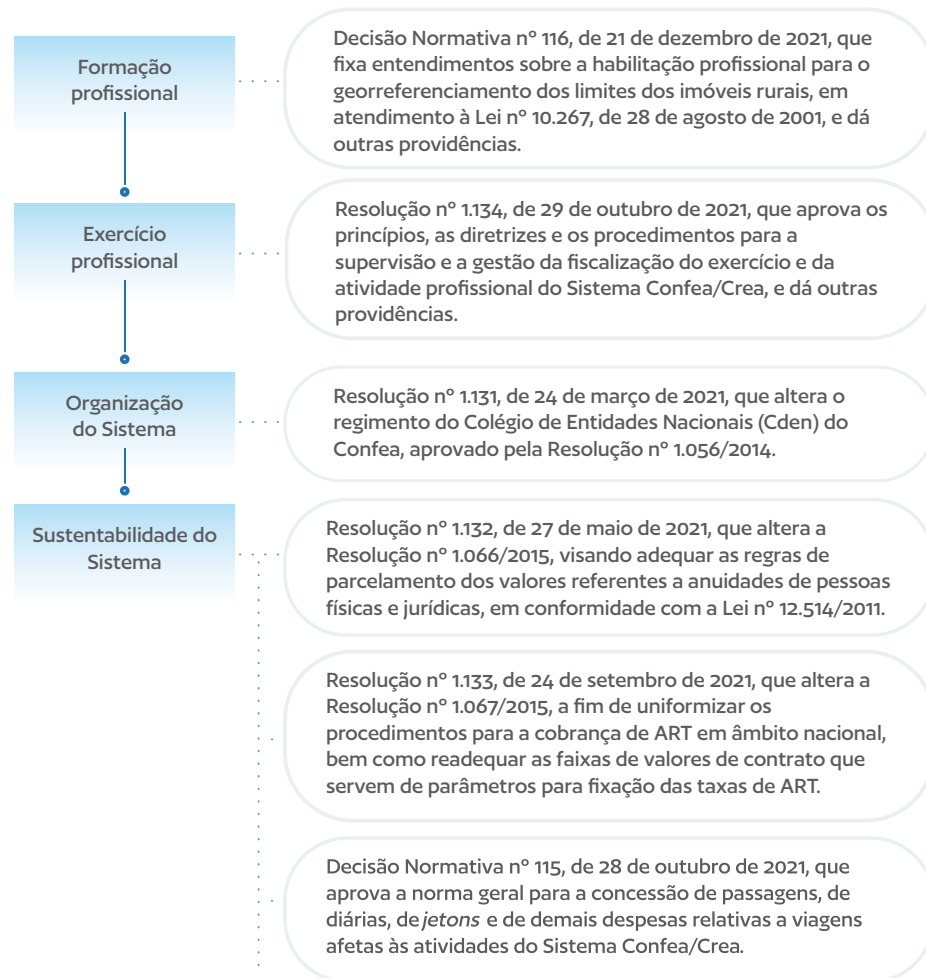 Formação
profissional
Decisão Normativa nº 116, de 21 de dezembro de 2021, que
fixa entendimentos sobre a habilitação profissional para o
georreferenciamento dos limites dos imóveis rurais, em
atendimento à Lei nº 10.267, de 28 de agosto de 2001, e dá
outras providências.
Exercício
profissional
Resolução nº 1.134, de 29 de outubro de 2021, que aprova os
princípios, as diretrizes e os procedimentos para a
supervisão e a gestão da fiscalização do exercício e da
atividade profissional do Sistema Confea/Crea, e dá outras
providências.
Organização
do Sistema
Resolução nº 1.131, de 24 de março de 2021, que altera o
regimento do Colégio de Entidades Nacionais (Cden) do
Confea, aprovado pela Resolução nº 1.056/2014.
Sustentabilidade do
Sistema
Resolução nº 1.132, de 27 de maio de 2021, que altera a
Resolução nº 1.066/2015, visando adequar as regras de
parcelamento dos valores referentes a anuidades de pessoas
físicas e jurídicas, em conformidade com a Lei nº 12.514/2011.
Resolução nº 1.133, de 24 de setembro de 2021, que altera a
Resolução nº 1.067/2015, a fim de uniformizar os
procedimentos para a cobrança de ART em âmbito nacional,
bem como readequar as faixas de valores de contrato que
servem de parâmetros para fixação das taxas de ART.
Decisão Normativa nº 115, de 28 de outubro de 2021, que
aprova a norma geral para a concessão de passagens, de
diárias, de jetons e de demais despesas relativas a viagens
afetas às atividades do Sistema Confea/Crea.